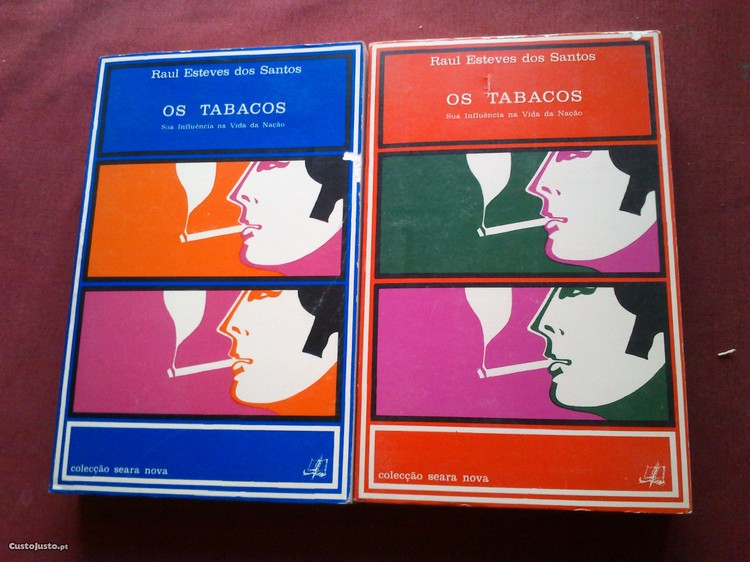 Raul Esteves dos Santos
OS TABACOS
Sua Influência na Vida da Nação
colecção seara nova
Raul Esteves dos Santos
OS TABACOS
Sua Influência na Vida da Nação
colecção seara nova
CustoJusto.pt